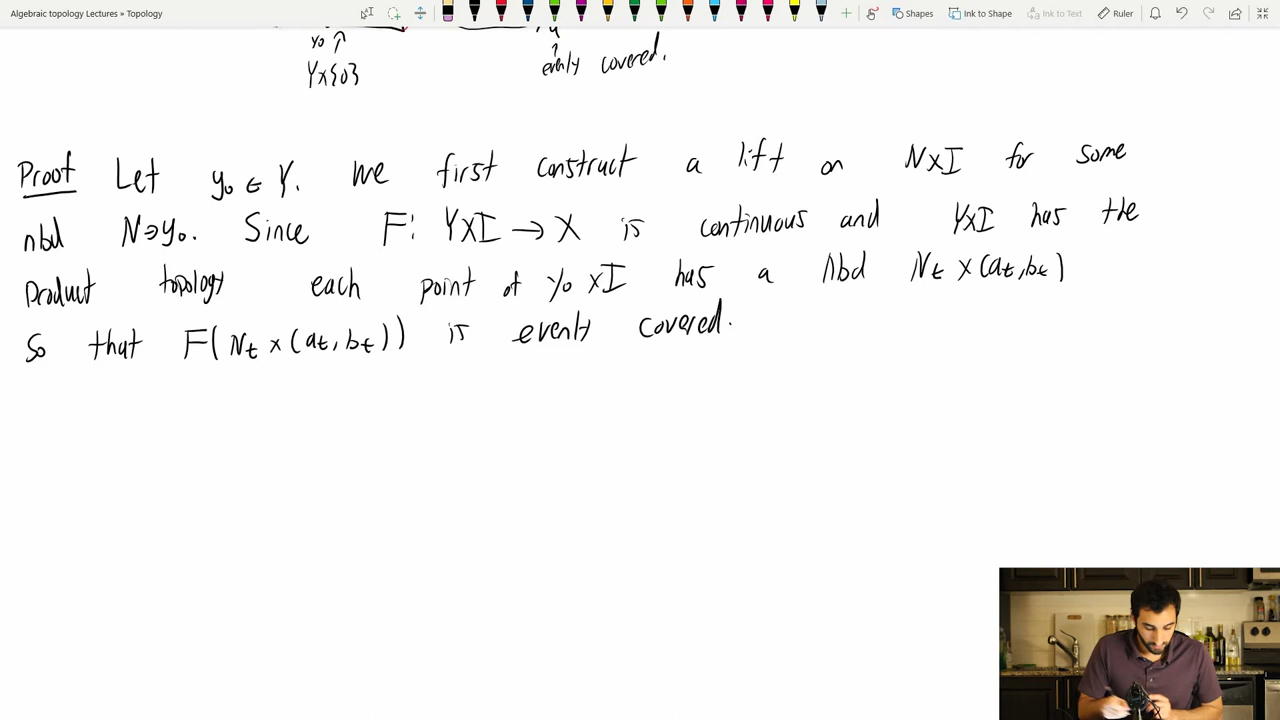 Algebraic topology Lectures » Topology
Shapes
Ink to Shape
Ink to Text
Ruler
y₀ ↑
Y×{0}
↑
evenly covered.
Proof Let y₀ ∈ Y. We first construct a lift on N×I for some
nbd N∋y₀. Since F: Y×I → X is continuous and Y×I has the
product topology each point of y₀ × I has a nbd Nₜ × (aₜ, bₜ)
So that F(Nₜ × (aₜ, bₜ)) is evenly covered.